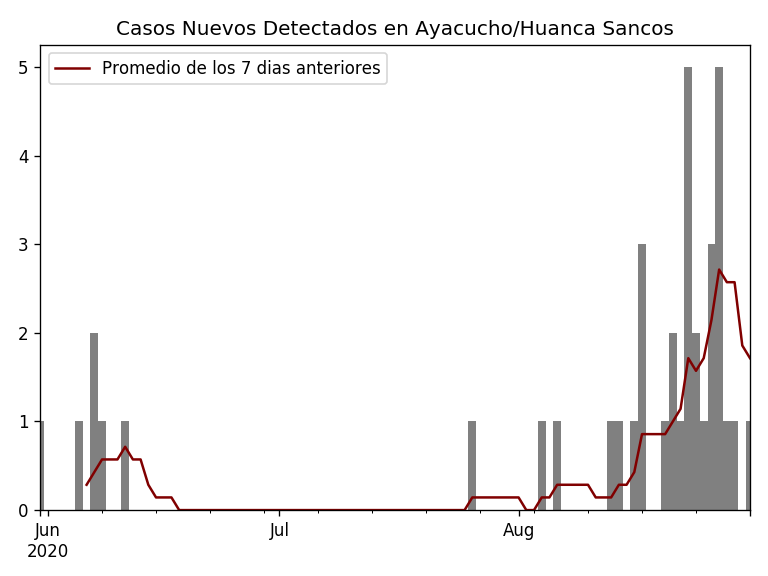 Casos Nuevos Detectados en Ayacucho/Huanca Sancos
Promedio de los 7 dias anteriores
5
4
3
2
1
0
Jun
2020
Jul
Aug